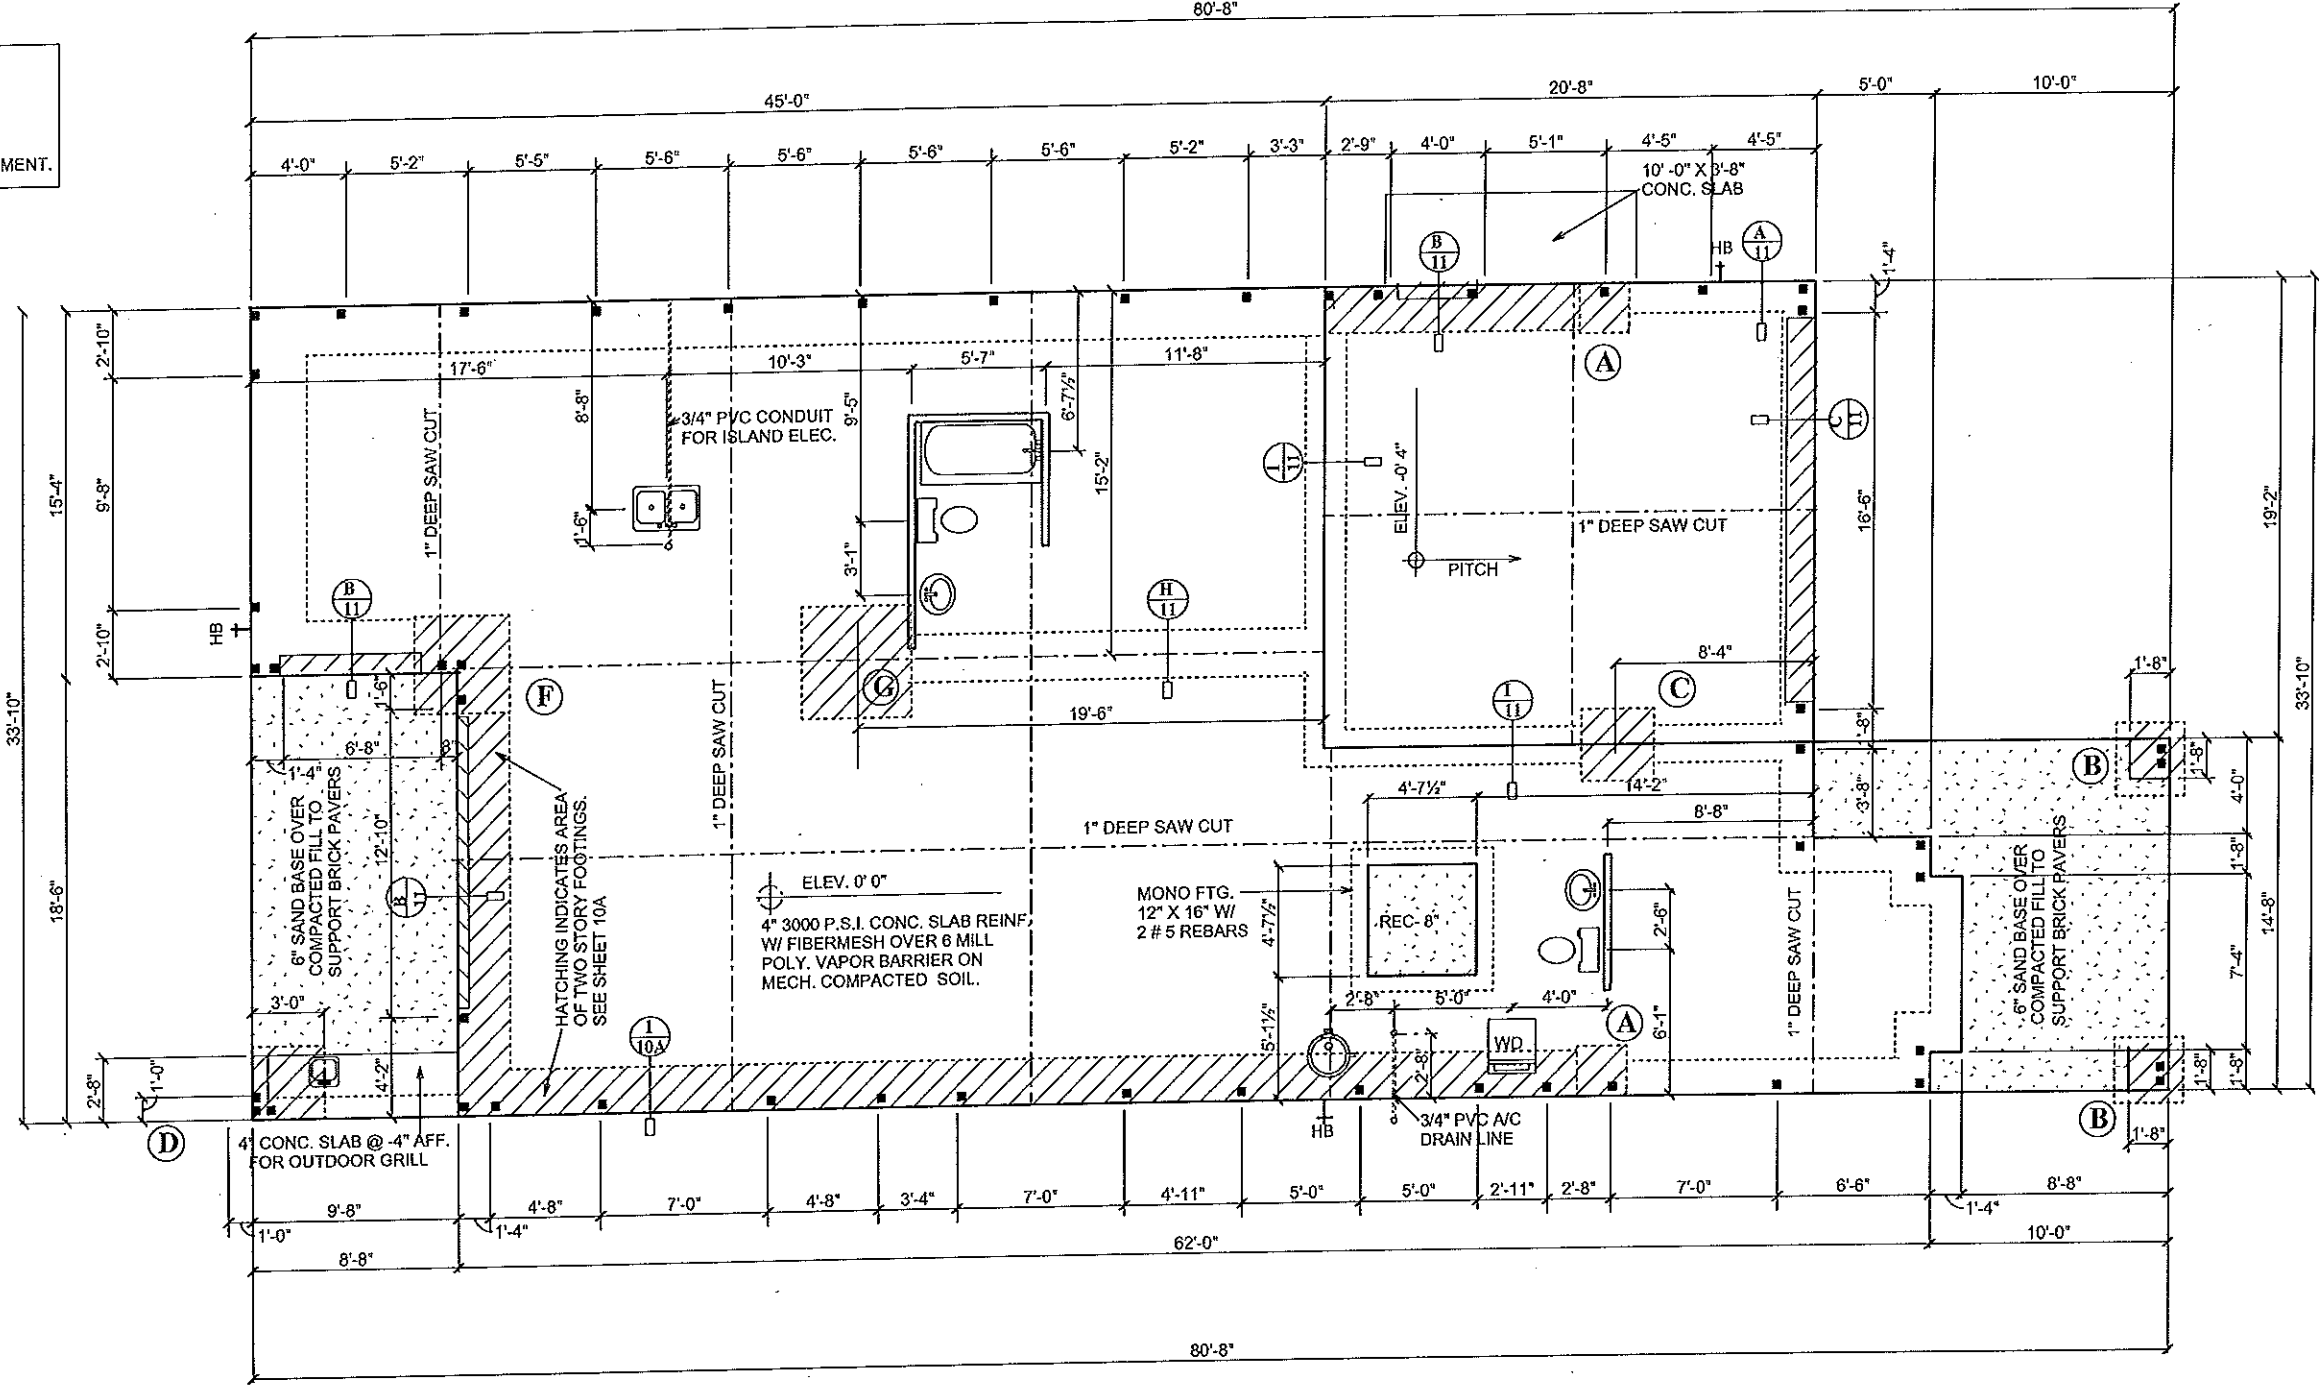 80'-8"
45'-0"
20'-8"
5'-0"
10'-0"
MENT.
4'-0"
5'-2"
5'-5"
5'-6"
5'-6"
5'-6"
5'-6"
5'-2"
3'-3"
2'-9"
4'-0"
5'-1"
4'-5"
4'-5"
10' -0" X 3'-8"
CONC. SLAB
B
11
HB
A
11
1'-4"
2'-10"
9'-8"
2'-10"
15'-4"
33'-10"
18'-6"
17'-6"
10'-3"
5'-7"
11'-8"
6'-7½"
8'-8"
9'-5"
1'-6"
3'-1"
15'-2"
1" DEEP SAW CUT
3/4" PVC CONDUIT
FOR ISLAND ELEC.
A
C
11
I
11
ELEV. -0' 4"
1" DEEP SAW CUT
PITCH
16'-6"
19'-2"
33'-10"
B
11
HB
H
11
F
G
19'-6"
8'-4"
C
I
11
1'-8"
1'-6"
6'-8"
8"
1'-4"
1" DEEP SAW CUT
6" SAND BASE OVER
COMPACTED FILL TO
SUPPORT BRICK PAVERS
12'-10"
B
11
HATCHING INDICATES AREA
OF TWO STORY FOOTINGS.
SEE SHEET 10A
4'-7½"
14'-2"
8'-8"
1" DEEP SAW CUT
3'-8"
B
1'-8"
4'-0"
1'-8"
ELEV. 0' 0"
4" 3000 P.S.I. CONC. SLAB REINF.
W/ FIBERMESH OVER 6 MILL
POLY. VAPOR BARRIER ON
MECH. COMPACTED SOIL.
MONO FTG.
12" X 16" W/
2 # 5 REBARS
4'-7½"
REC- 8"
2'-6"
1" DEEP SAW CUT
6" SAND BASE OVER
COMPACTED FILL TO
SUPPORT BRICK PAVERS
7'-4"
14'-8"
3'-0"
2'-8"
1'-0"
4'-2"
I
10A
5'-1½"
2'-8"
5'-0"
4'-0"
2'-8"
WD
A
6'-1"
1'-8"
1'-8"
D
4" CONC. SLAB @ -4" AFF.
FOR OUTDOOR GRILL
HB
3/4" PVC A/C
DRAIN LINE
B
1'-8"
9'-8"
1'-0"
1'-4"
4'-8"
7'-0"
4'-8"
3'-4"
7'-0"
4'-11"
5'-0"
5'-0"
2'-11"
2'-8"
7'-0"
6'-6"
1'-4"
8'-8"
8'-8"
62'-0"
10'-0"
80'-8"